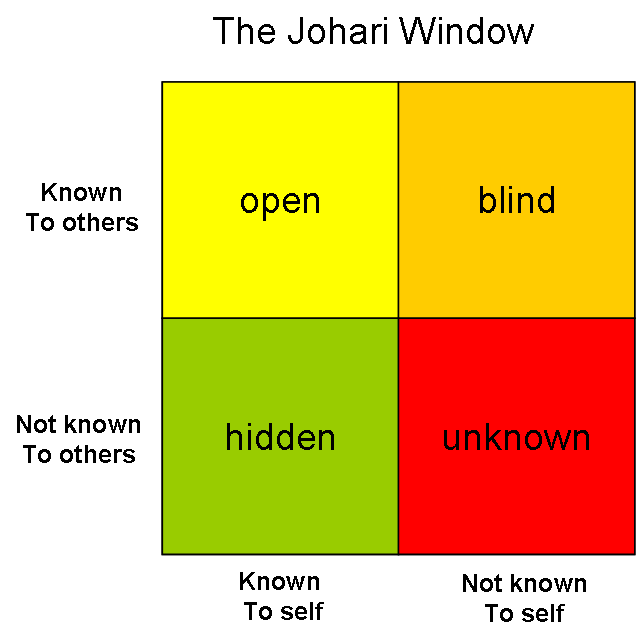 The Johari Window
Known
To others
open
blind
Not known
To others
hidden
unknown
Known
To self
Not known
To self